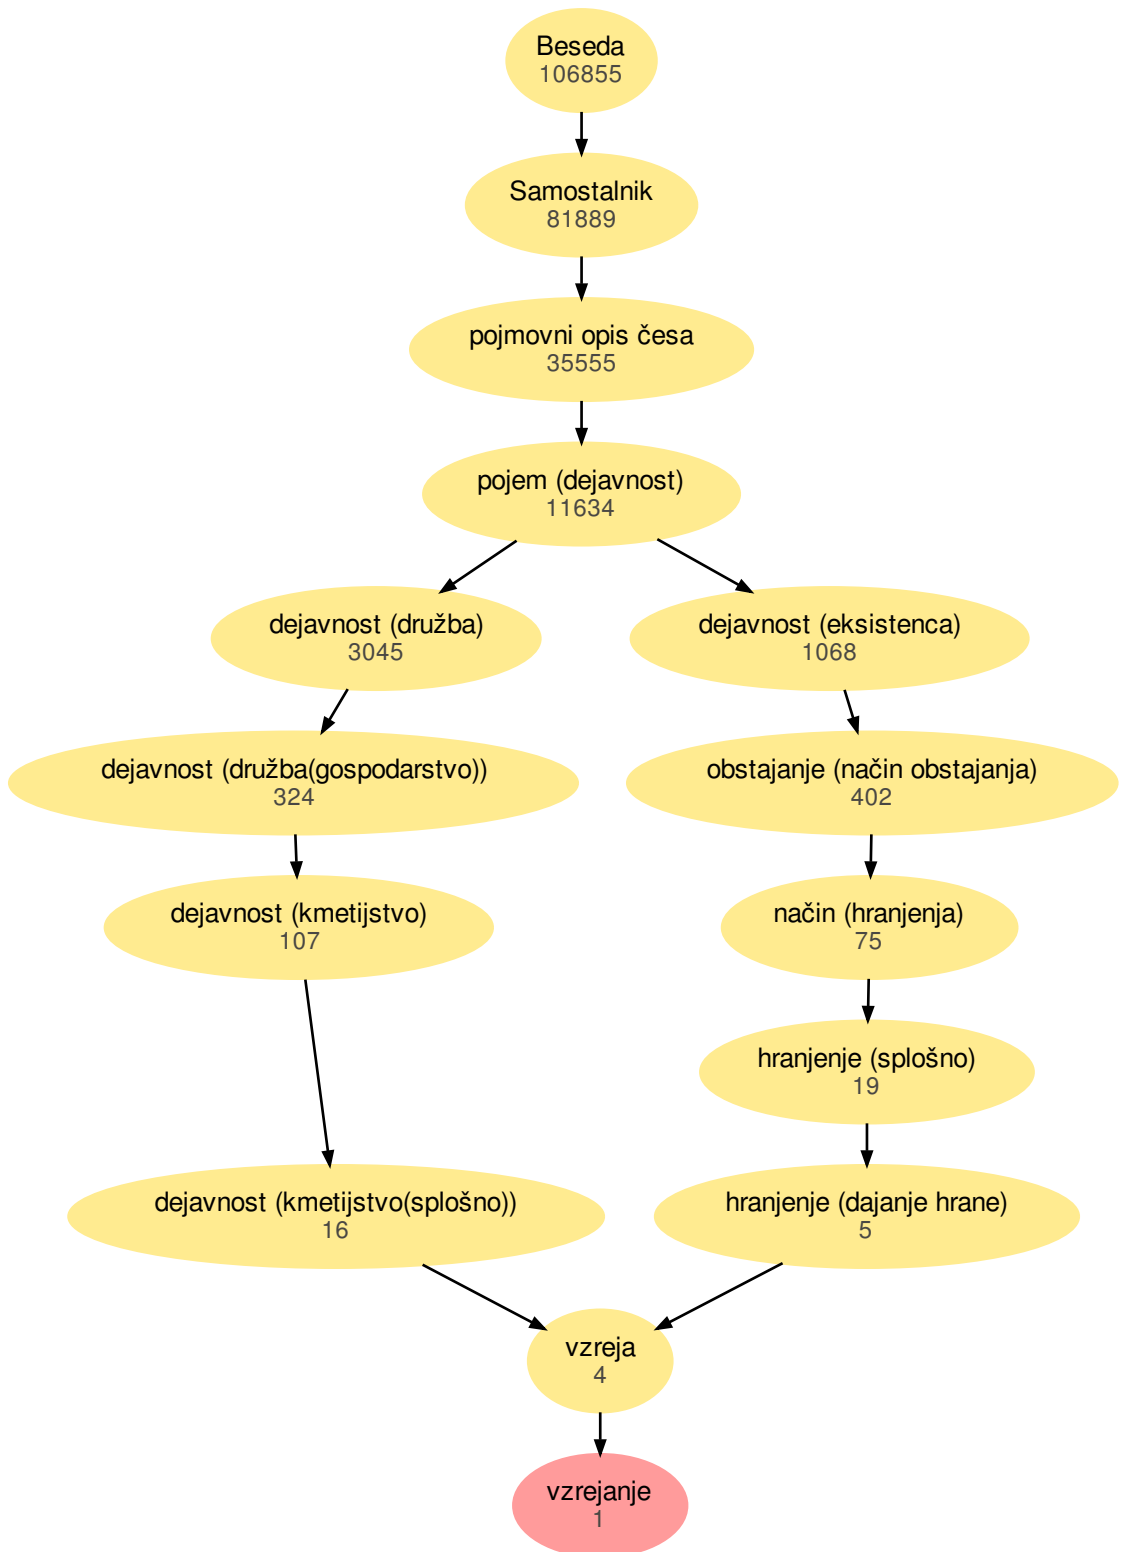 Beseda
106855
Samostalnik
81889
pojmovni opis česa
35555
pojem (dejavnost)
11634
dejavnost (družba)
3045
dejavnost (eksistenca)
1068
dejavnost (družba(gospodarstvo))
324
obstajanje (način obstajanja)
402
dejavnost (kmetijstvo)
107
način (hranjenja)
75
hranjenje (splošno)
19
dejavnost (kmetijstvo(splošno))
16
hranjenje (dajanje hrane)
5
vzreja
4
vzrejanje
1